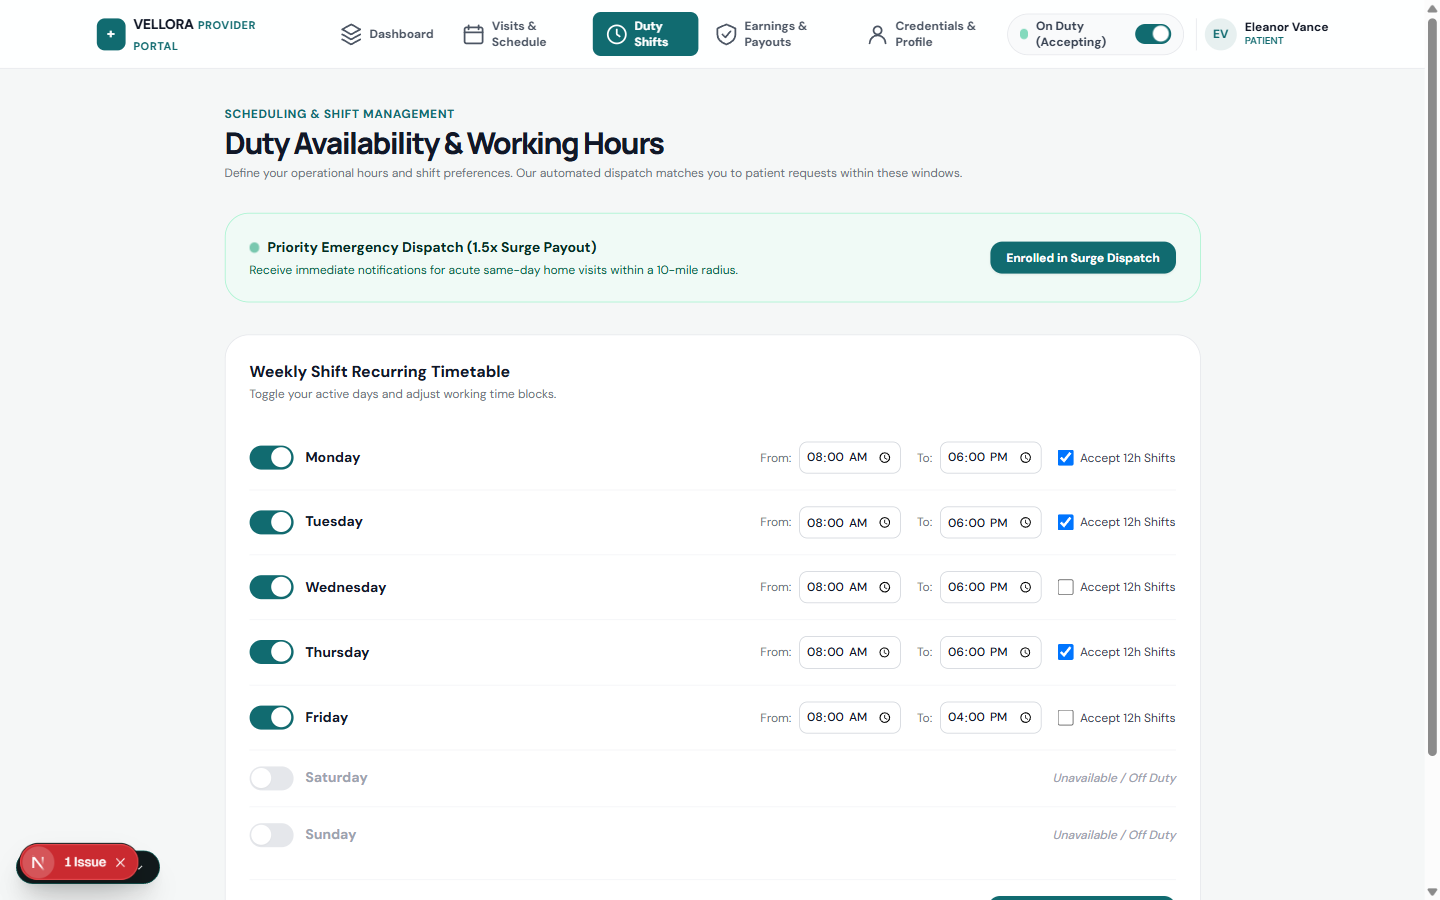 + VELLORA PROVIDER
PORTAL
Dashboard
Visits &
Schedule
Duty
Shifts
Earnings &
Payouts
Credentials &
Profile
On Duty
(Accepting)
EV
Eleanor Vance
PATIENT
SCHEDULING & SHIFT MANAGEMENT
Duty Availability & Working Hours
Define your operational hours and shift preferences. Our automated dispatch matches you to patient requests within these windows.
Priority Emergency Dispatch (1.5x Surge Payout)
Receive immediate notifications for acute same-day home visits within a 10-mile radius.
Enrolled in Surge Dispatch
Weekly Shift Recurring Timetable
Toggle your active days and adjust working time blocks.
Monday From: 08:00 AM To: 06:00 PM Accept 12h Shifts
Tuesday From: 08:00 AM To: 06:00 PM Accept 12h Shifts
Wednesday From: 08:00 AM To: 06:00 PM Accept 12h Shifts
Thursday From: 08:00 AM To: 06:00 PM Accept 12h Shifts
Friday From: 08:00 AM To: 04:00 PM Accept 12h Shifts
Saturday Unavailable / Off Duty
Sunday Unavailable / Off Duty
N 1 Issue